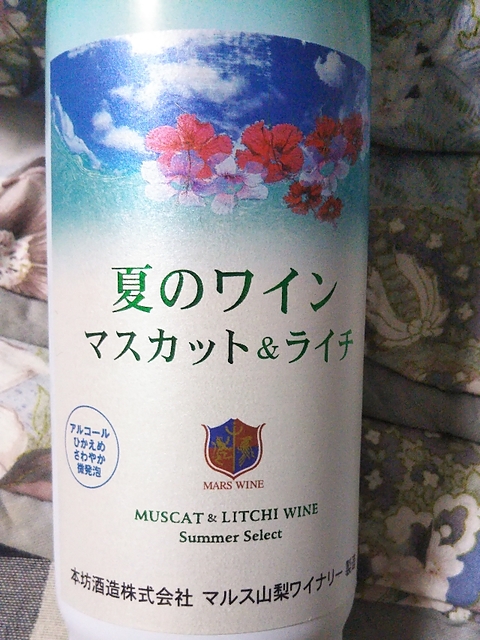 夏のワイン
マスカット&ライチ
アルコール
ひかえめ
さわやか
微発泡
MARS WINE
MUSCAT & LITCHI WINE
Summer Select
本坊酒造株式会社 マルス山梨ワイナリー 製造